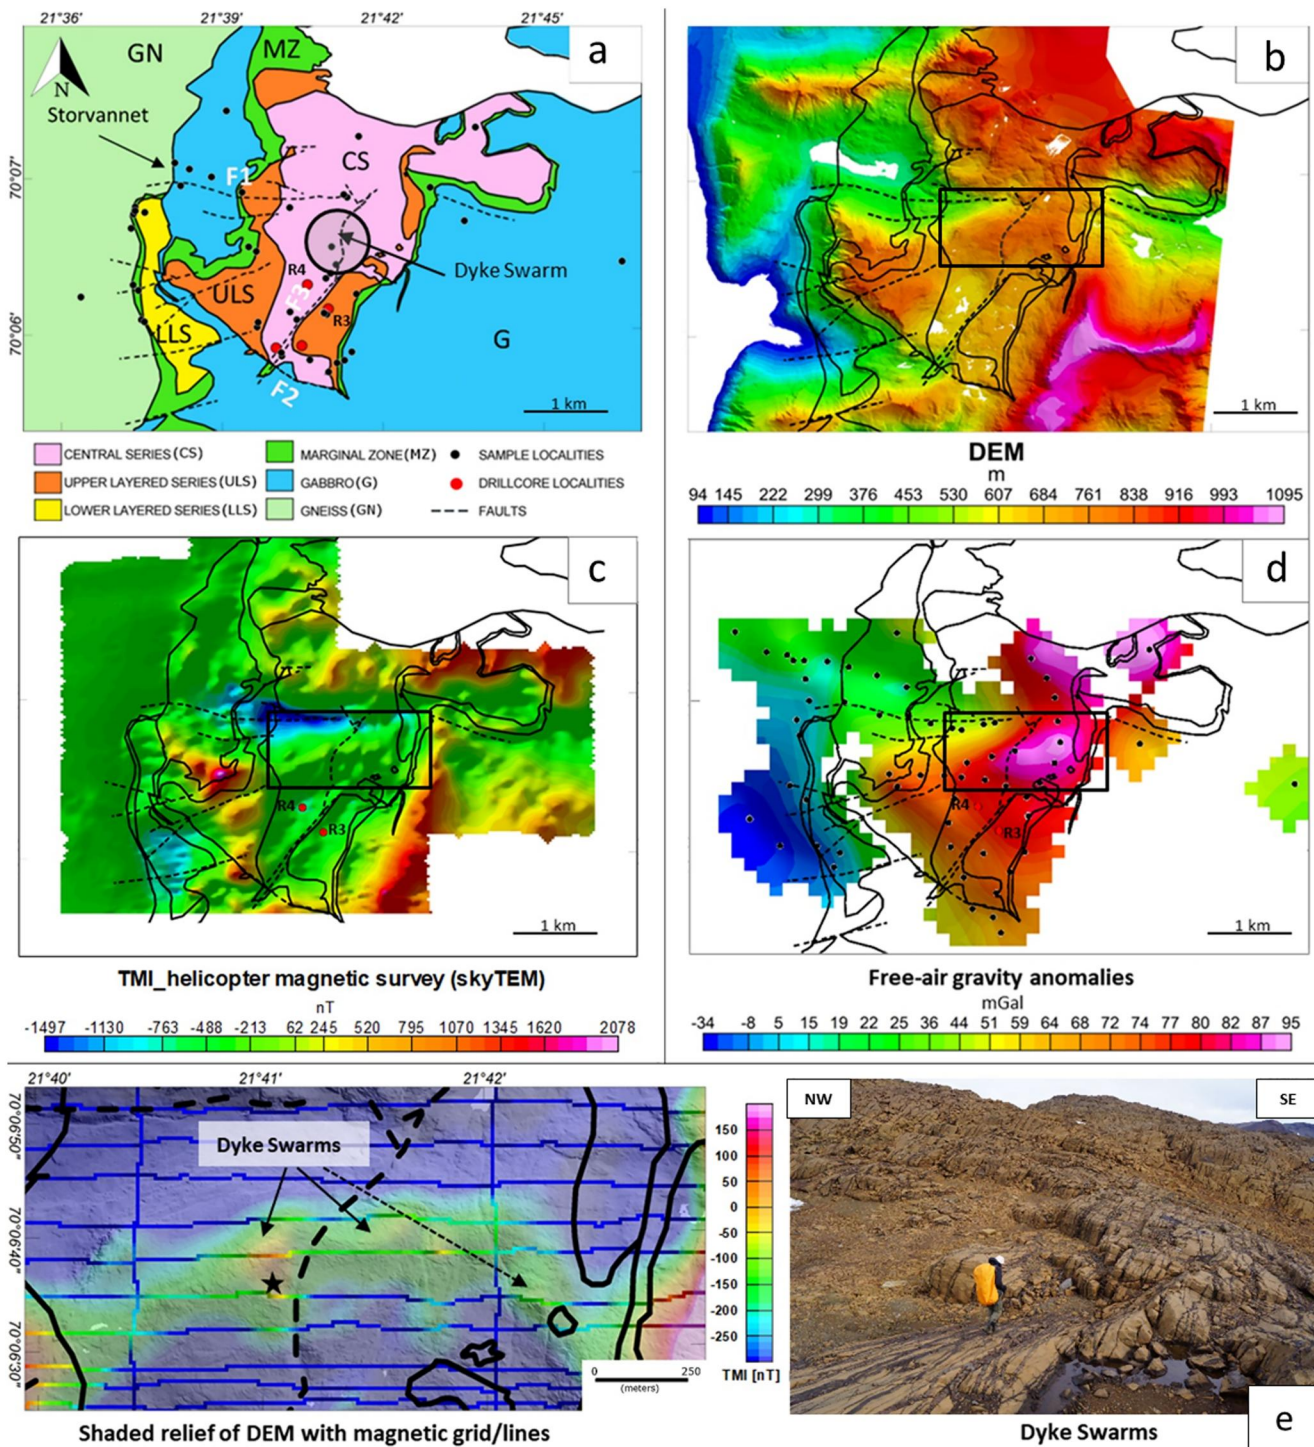 21°36'
21°39'
21°42'
21°45'
GN
MZ
a
N
Storvannet
70°07'
CS
F1
R4
Dyke Swarm
ULS
F3
R3
70°06'
LLS
G
F2
1 km
b
1 km
CENTRAL SERIES (CS)
MARGINAL ZONE (MZ)
SAMPLE LOCALITIES
UPPER LAYERED SERIES (ULS)
GABBRO (G)
DRILLCORE LOCALITIES
LOWER LAYERED SERIES (LLS)
GNEISS (GN)
FAULTS
DEM
m
94 145 222 299 376 453 530 607 684 761 838 916 993 1095
c
R4
R3
1 km
TMI_helicopter magnetic survey (skyTEM)
nT
-1497 -1130 -763 -488 -213 62 245 520 795 1070 1345 1620 2078
d
R4
R3
1 km
Free-air gravity anomalies
mGal
-34 -8 5 15 19 22 25 36 44 51 59 64 68 72 74 77 80 82 87 95
21°40'
21°41'
21°42'
70°06'50"
70°06'40"
70°06'30"
Dyke Swarms
0 250
(meters)
150
100
50
0
-50
-100
-150
-200
-250
TMI [nT]
Shaded relief of DEM with magnetic grid/lines
NW
SE
Dyke Swarms
e